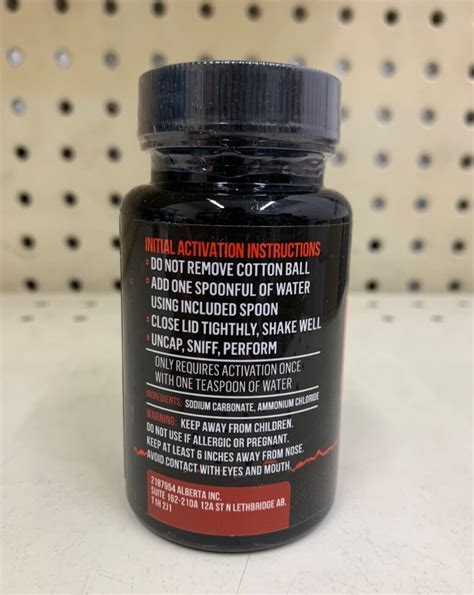 INITIAL ACTIVATION INSTRUCTIONS
DO NOT REMOVE COTTON BALL
ADD ONE SPOONFUL OF WATER
USING INCLUDED SPOON
CLOSE LID TIGHTHLY, SHAKE WELL
UNCAP, SNIFF, PERFORM
ONLY REQUIRES ACTIVATION ONCE
WITH ONE TEASPOON OF WATER
INGREDIENTS: SODIUM CARBONATE, AMMONIUM CHLORIDE
WARNING: KEEP AWAY FROM CHILDREN.
DO NOT USE IF ALLERGIC OR PREGNANT.
KEEP AT LEAST 6 INCHES AWAY FROM NOSE.
AVOID CONTACT WITH EYES AND MOUTH.
2187954 ALBERTA INC.
SUITE 162-210A 12A ST N LETHBRIDGE AB.
T1H 2J1